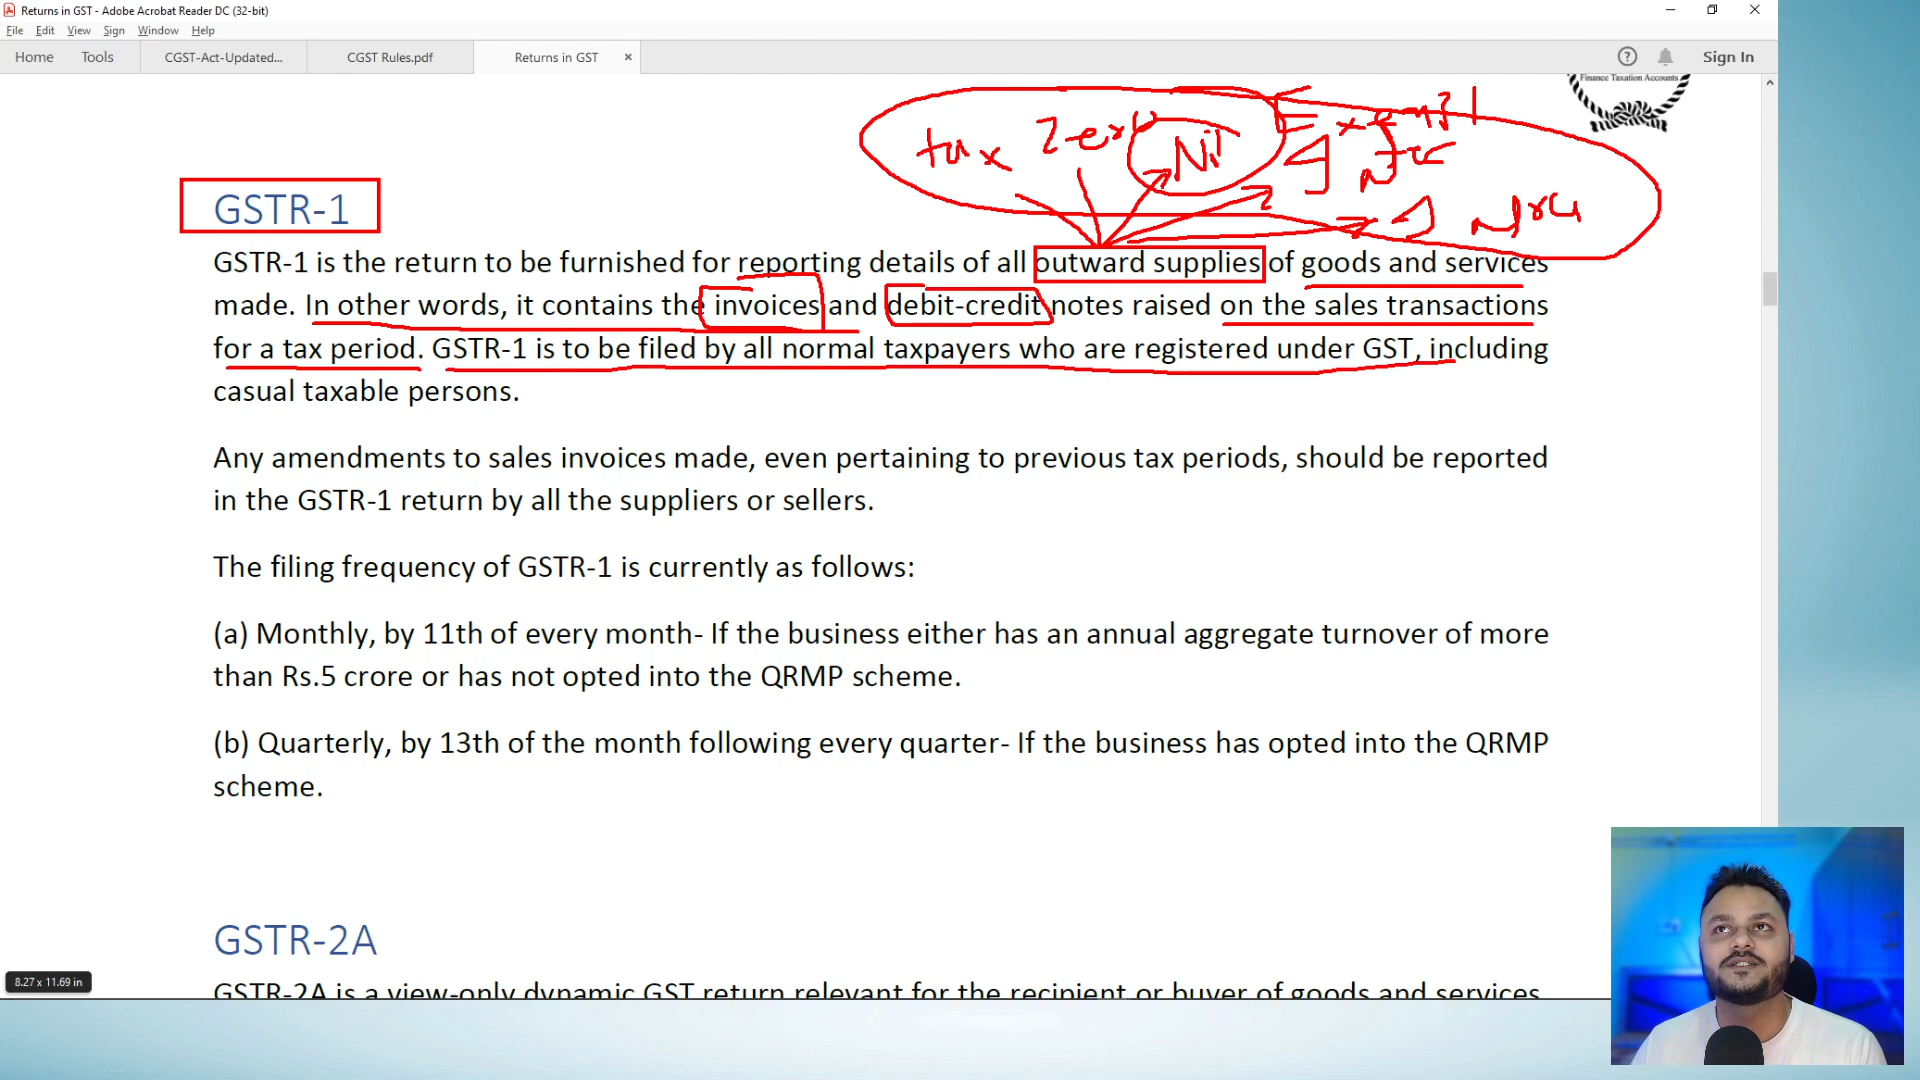 Returns in GST - Adobe Acrobat Reader DC (32-bit)
File Edit View Sign Window Help
Home Tools CGST-Act-Updated... CGST Rules.pdf Returns in GST × Sign In
Finance Taxation Accounts
tax Zero Nil Exempt
GSTR-1
GSTR-1 is the return to be furnished for reporting details of all outward supplies of goods and services
made. In other words, it contains the invoices and debit-credit notes raised on the sales transactions
for a tax period. GSTR-1 is to be filed by all normal taxpayers who are registered under GST, including
casual taxable persons.
Any amendments to sales invoices made, even pertaining to previous tax periods, should be reported
in the GSTR-1 return by all the suppliers or sellers.
The filing frequency of GSTR-1 is currently as follows:
(a) Monthly, by 11th of every month- If the business either has an annual aggregate turnover of more
than Rs.5 crore or has not opted into the QRMP scheme.
(b) Quarterly, by 13th of the month following every quarter- If the business has opted into the QRMP
scheme.
GSTR-2A
GSTR-2A is a view-only dynamic GST return relevant for the recipient or buyer of goods and services.
8.27 x 11.69 in